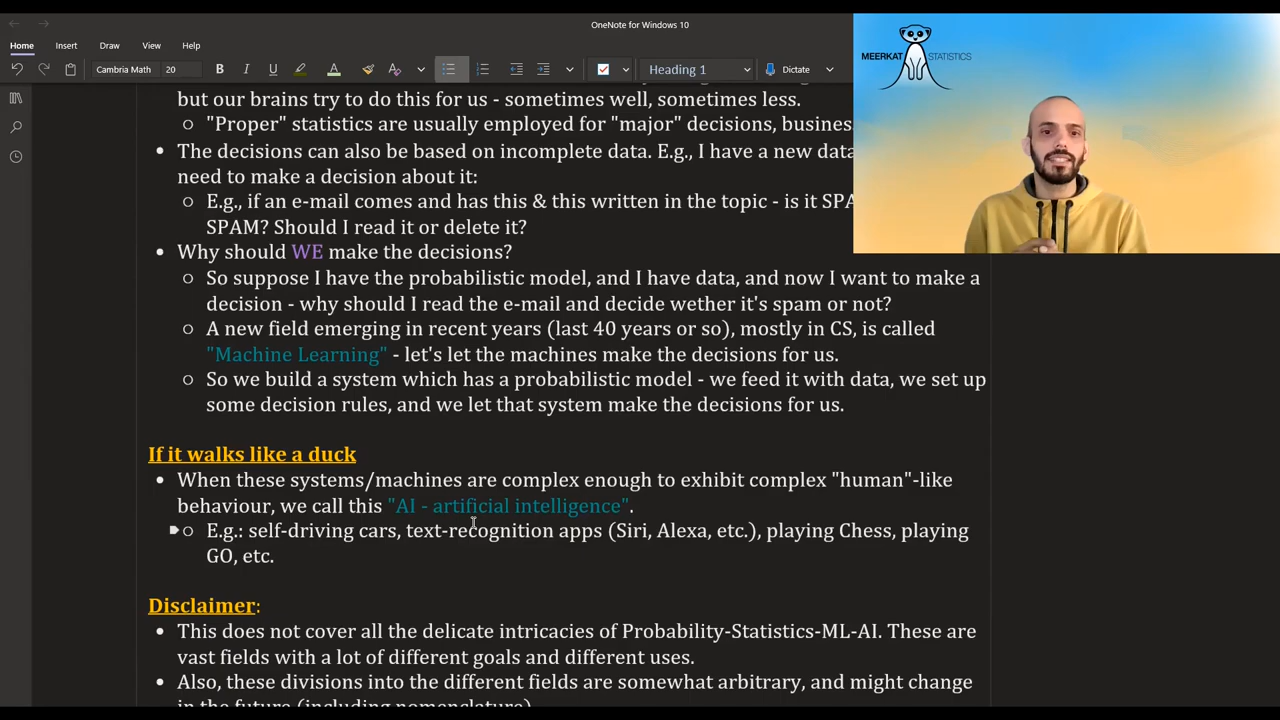 OneNote for Windows 10
Home Insert Draw View Help
Cambria Math 20 B I U A Heading 1 Dictate
MEERKAT STATISTICS
but our brains try to do this for us - sometimes well, sometimes less.
"Proper" statistics are usually employed for "major" decisions, business
The decisions can also be based on incomplete data. E.g., I have a new data
need to make a decision about it:
E.g., if an e-mail comes and has this & this written in the topic - is it SPA
SPAM? Should I read it or delete it?
Why should WE make the decisions?
So suppose I have the probabilistic model, and I have data, and now I want to make a
decision - why should I read the e-mail and decide wether it's spam or not?
A new field emerging in recent years (last 40 years or so), mostly in CS, is called
"Machine Learning" - let's let the machines make the decisions for us.
So we build a system which has a probabilistic model - we feed it with data, we set up
some decision rules, and we let that system make the decisions for us.
If it walks like a duck
When these systems/machines are complex enough to exhibit complex "human"-like
behaviour, we call this "AI - artificial intelligence".
E.g.: self-driving cars, text-recognition apps (Siri, Alexa, etc.), playing Chess, playing
GO, etc.
Disclaimer:
This does not cover all the delicate intricacies of Probability-Statistics-ML-AI. These are
vast fields with a lot of different goals and different uses.
Also, these divisions into the different fields are somewhat arbitrary, and might change
in the future (including nomenclature).